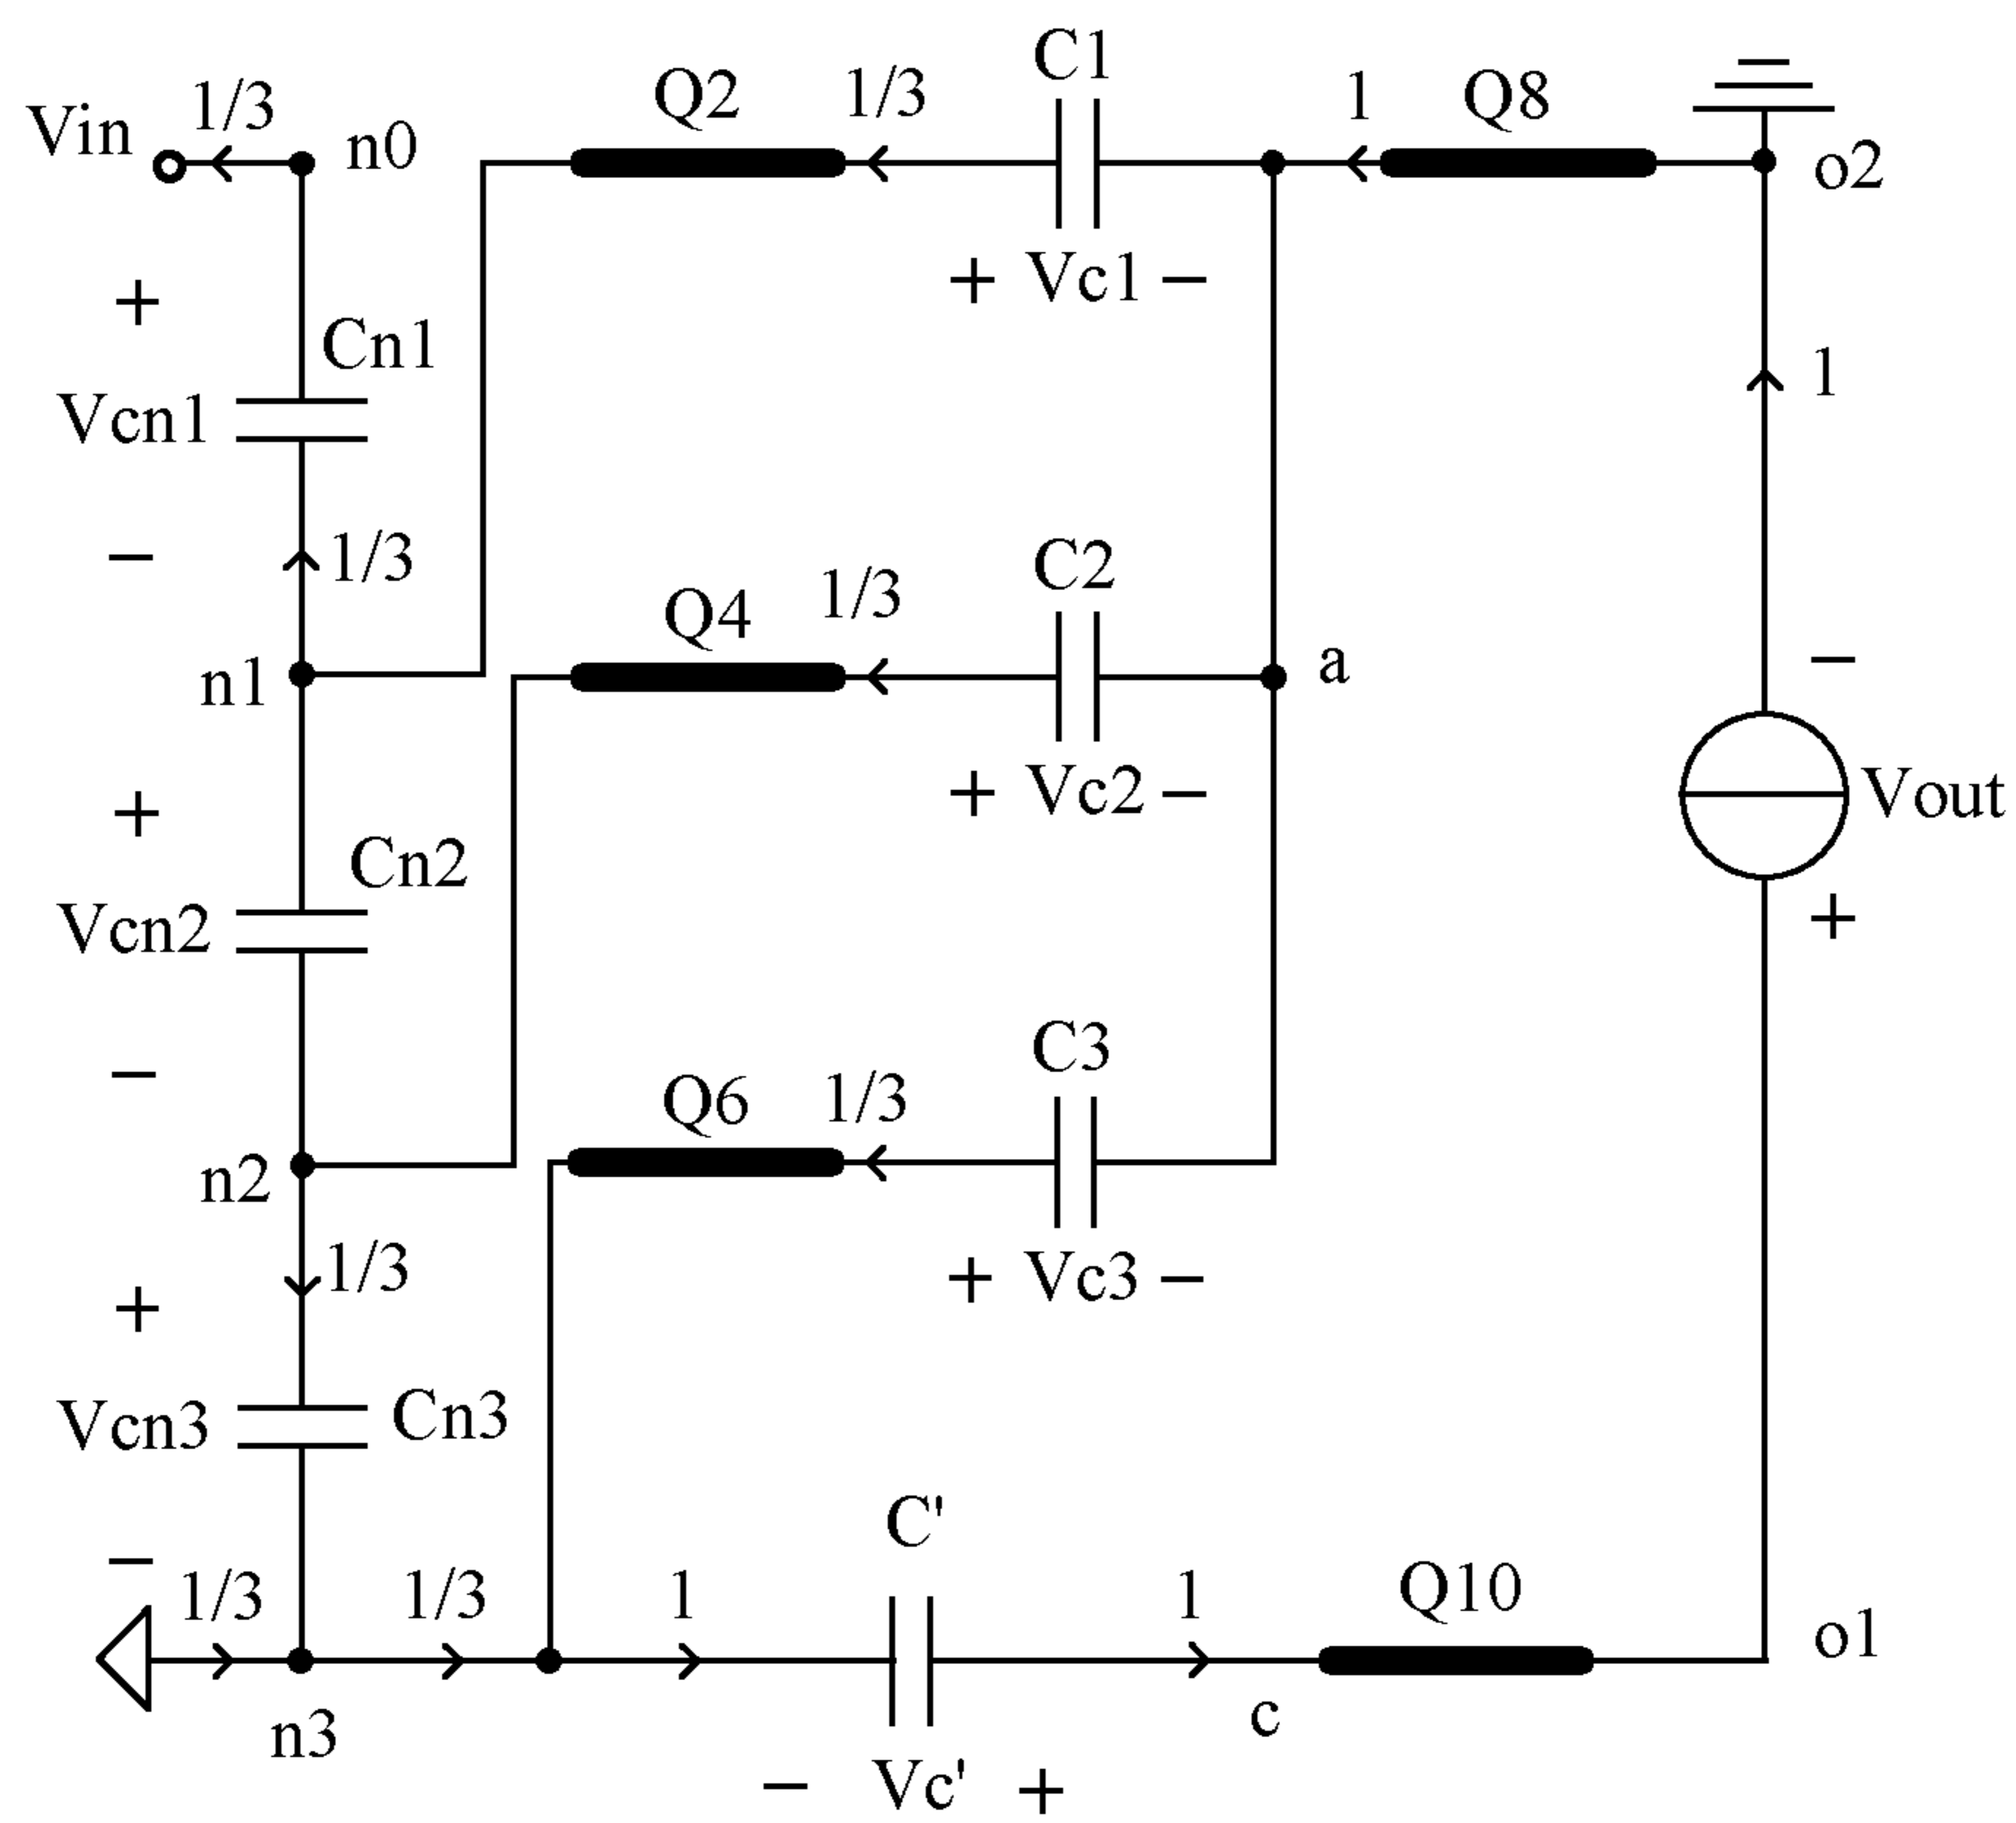 Vin
1/3
n0
Q2
1/3
C1
1
Q8
o2
+ Vc1 −
+
Cn1
Vcn1
−
1/3
1
n1
Q4
1/3
C2
a
−
+ Vc2 −
Vout
+
Cn2
Vcn2
−
+
n2
Q6
1/3
C3
1/3
+ Vc3 −
+
Cn3
Vcn3
−
1/3
1/3
1
C'
1
Q10
o1
n3
c
− Vc' +